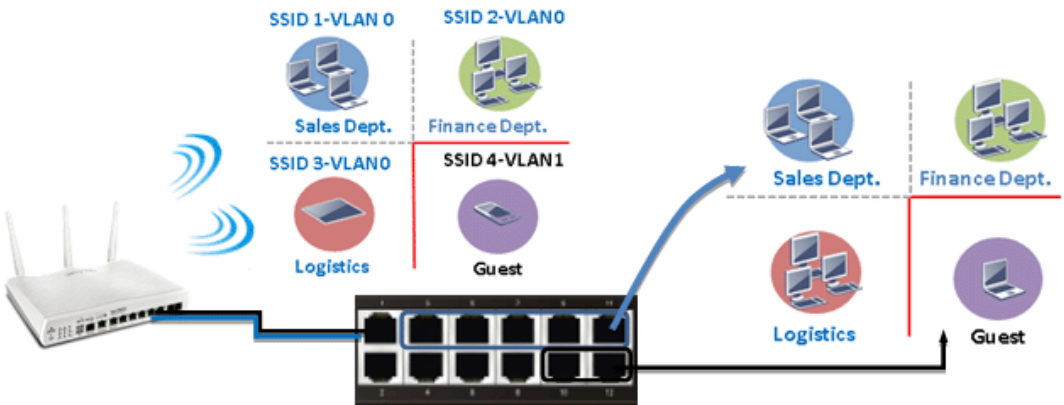 SSID 1-VLAN 0
SSID 2-VLAN0
Sales Dept.
Finance Dept.
SSID 3-VLAN0
SSID 4-VLAN1
Logistics
Guest
Sales Dept.
Finance Dept.
Logistics
Guest